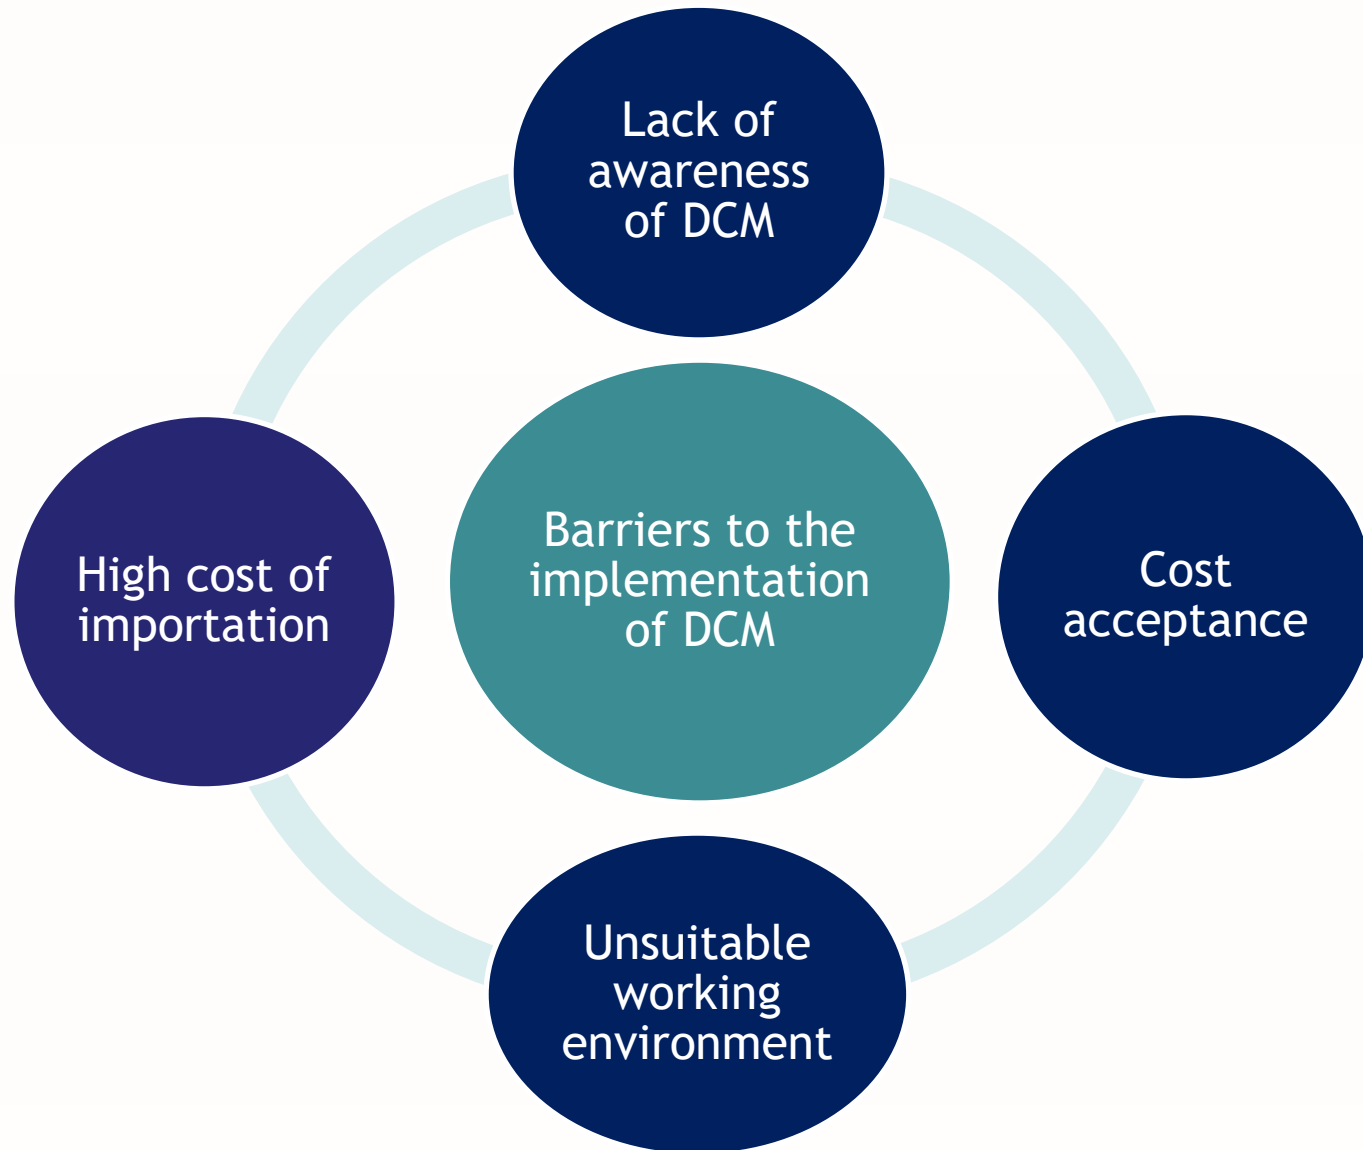 Lack of
awareness
of DCM
High cost of
importation
Barriers to the
implementation
of DCM
Cost
acceptance
Unsuitable
working
environment